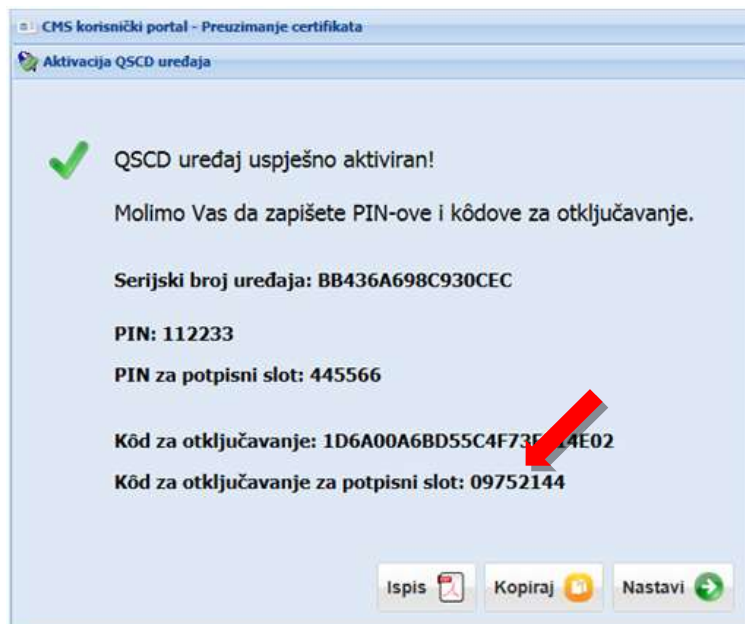 CMS korisnički portal - Preuzimanje certifikata
Aktivacija QSCD uređaja
QSCD uređaj uspješno aktiviran!
Molimo Vas da zapišete PIN-ove i kôdove za otključavanje.
Serijski broj uređaja: BB436A698C930CEC
PIN: 112233
PIN za potpisni slot: 445566
Kôd za otključavanje:
Kôd za otključavanje za potpisni slot: 09752144
Ispis Kopiraj Nastavi